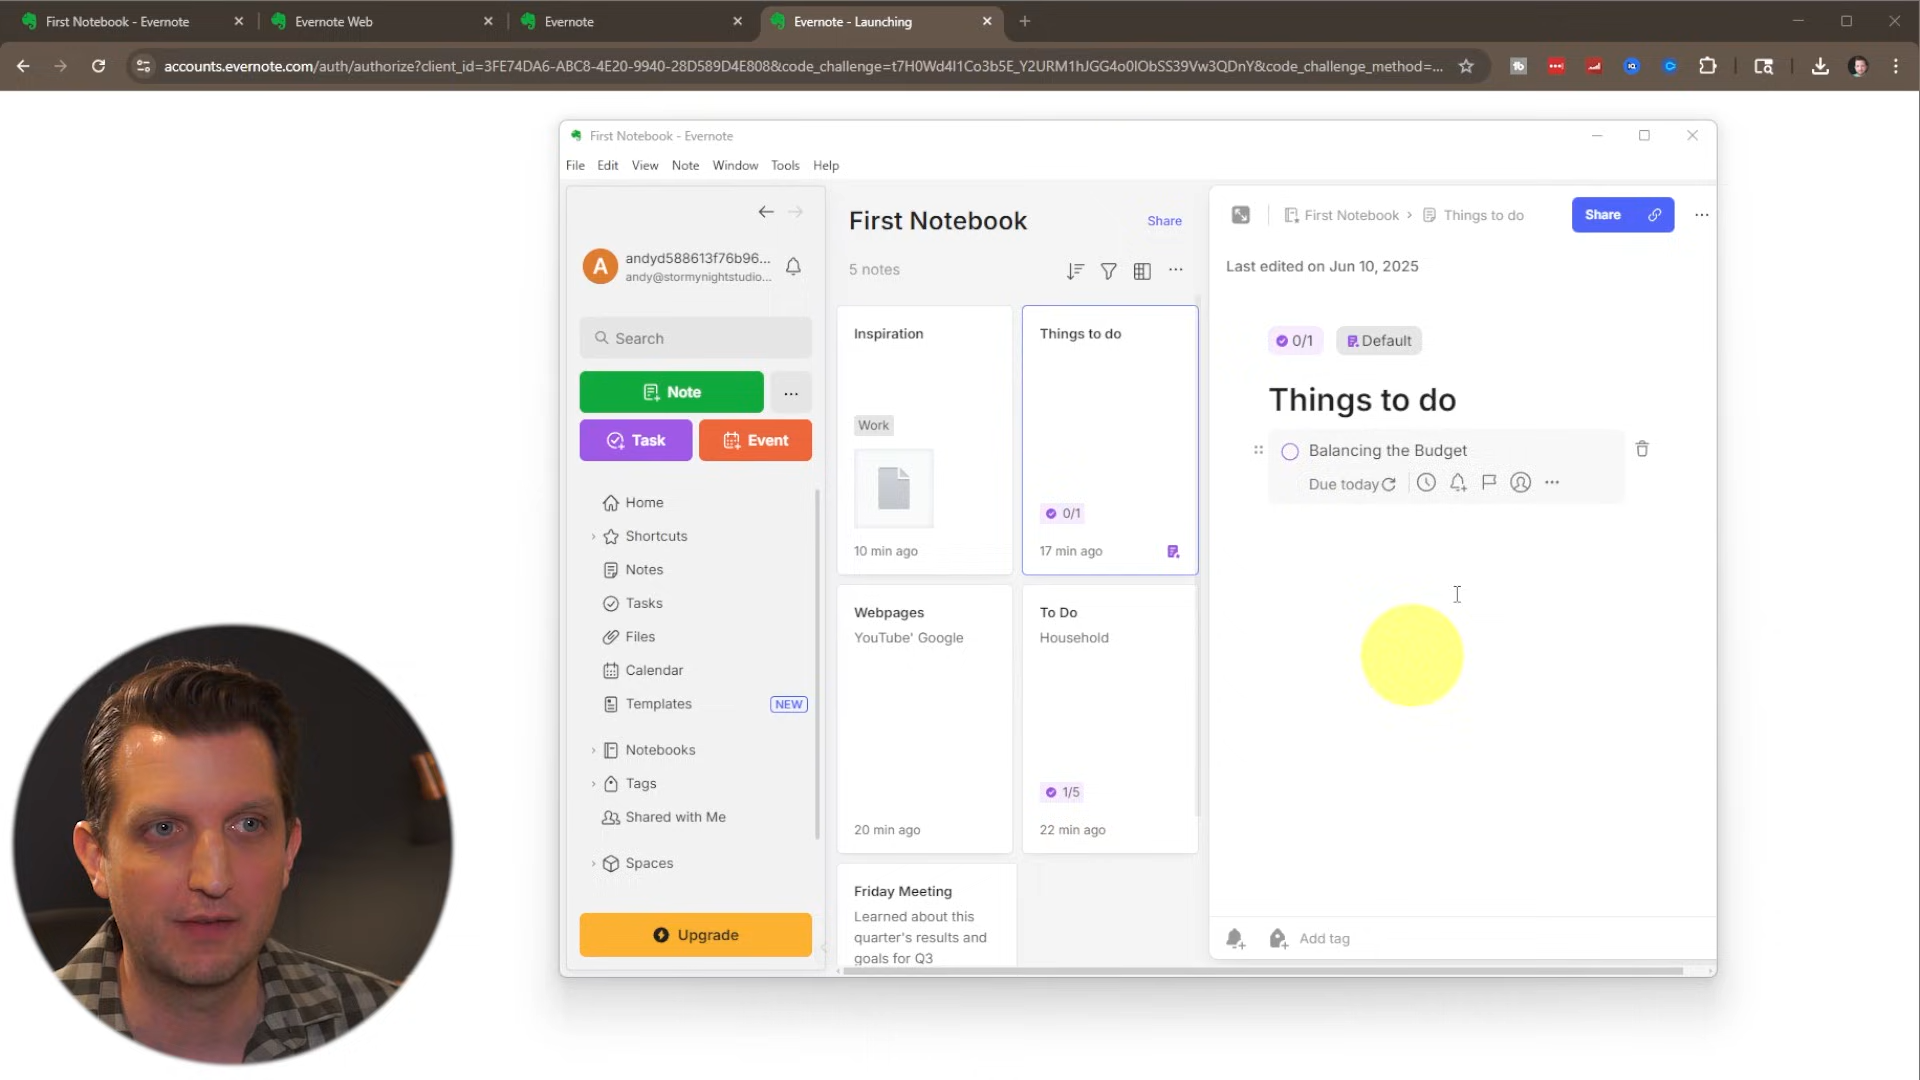 First Notebook - Evernote
Evernote Web
Evernote
Evernote - Launching
accounts.evernote.com/auth/authorize?client_id=3FE74DA6-ABC8-4E20-9940-28D589D4E808&code_challenge=t7H0Wd4I1Co3b5E_Y2URM1hJGG4o0lObSS39Vw3QDnY&code_challenge_method=...
First Notebook - Evernote
File Edit View Note Window Tools Help
A
andyd588613f76b96...
andy@stormynightstudio...
Search
Note
...
Task
Event
Home
Shortcuts
Notes
Tasks
Files
Calendar
Templates NEW
Notebooks
Tags
Shared with Me
Spaces
Upgrade
First Notebook
Share
5 notes
Inspiration
Work
10 min ago
Things to do
0/1
17 min ago
Webpages
YouTube' Google
20 min ago
To Do
Household
1/5
22 min ago
Friday Meeting
Learned about this
quarter's results and
goals for Q3
First Notebook > Things to do
Share
Last edited on Jun 10, 2025
0/1
Default
Things to do
Balancing the Budget
Due today
Add tag